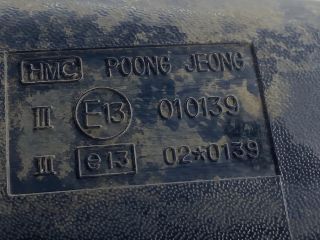 HMC POONG JEONG
III E13 010139
III e13 02*0139